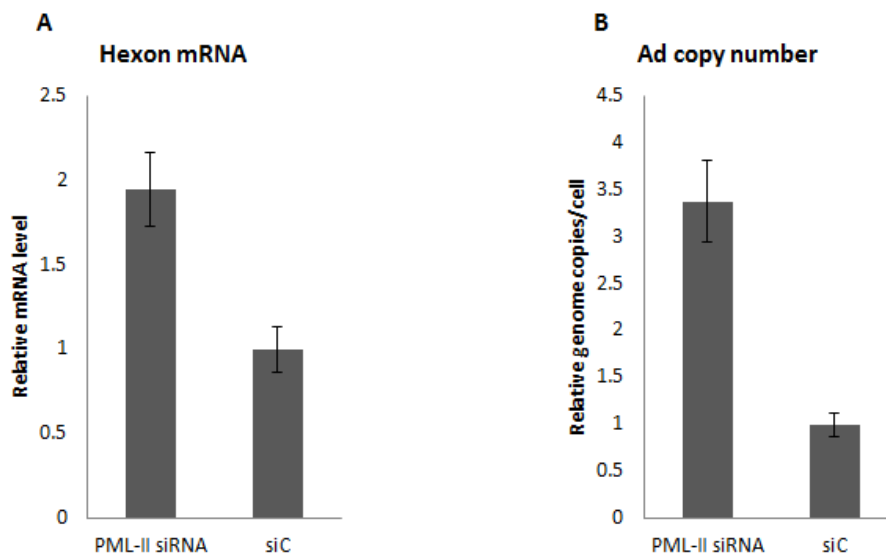 A
Hexon mRNA
Relative mRNA level
2.5
2
1.5
1
0.5
0
PML-II siRNA
siC
B
Ad copy number
Relative genome copies/cell
4.5
4
3.5
3
2.5
2
1.5
1
0.5
0
PML-II siRNA
siC